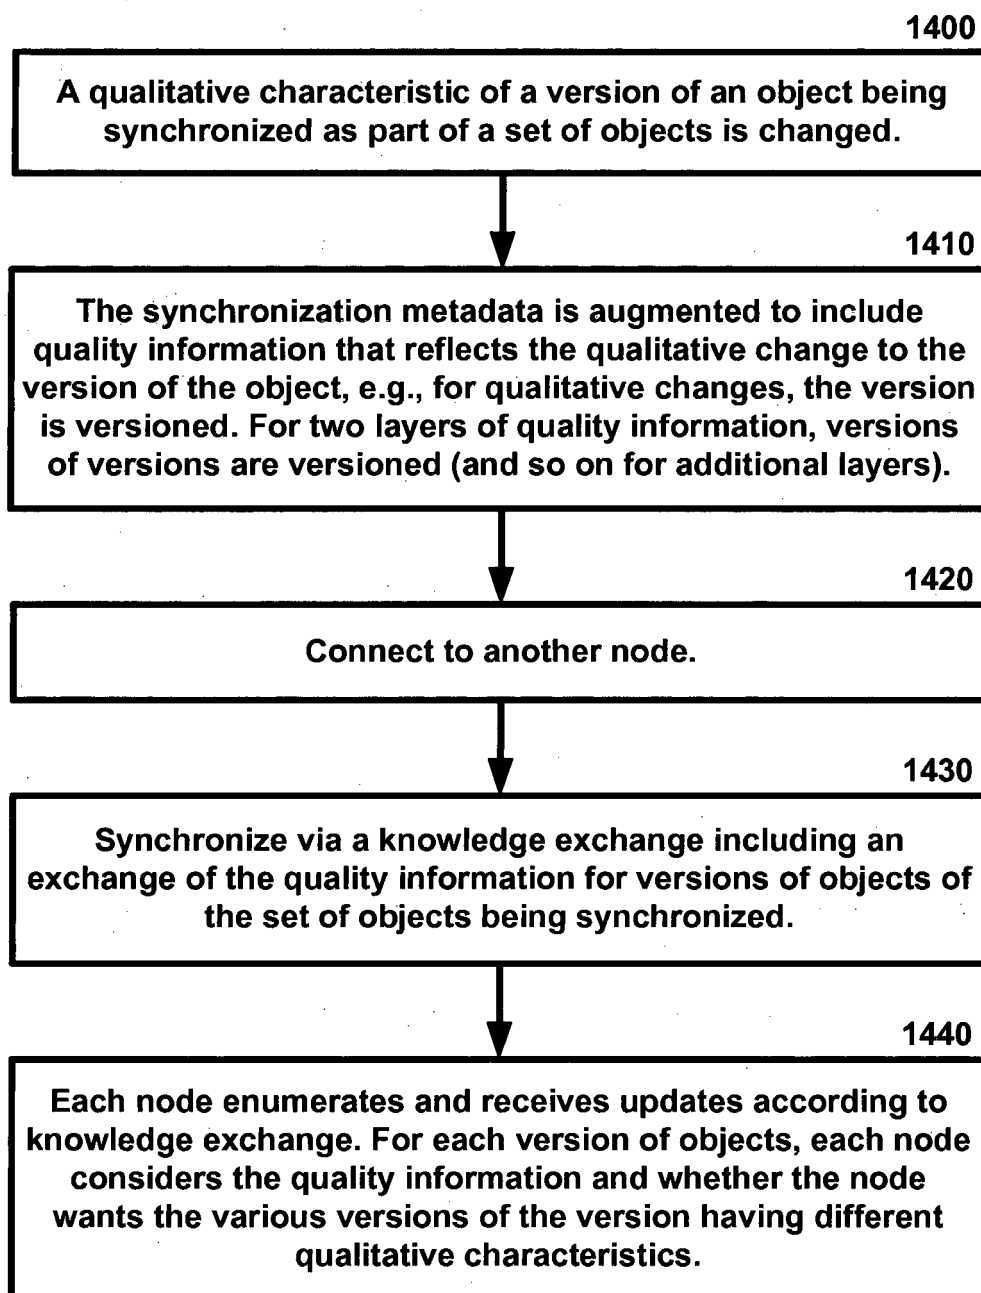 1400
A qualitative characteristic of a version of an object being
synchronized as part of a set of objects is changed.
1410
The synchronization metadata is augmented to include
quality information that reflects the qualitative change to the
version of the object, e.g., for qualitative changes, the version
is versioned. For two layers of quality information, versions
of versions are versioned (and so on for additional layers).
1420
Connect to another node.
1430
Synchronize via a knowledge exchange including an
exchange of the quality information for versions of objects of
the set of objects being synchronized.
1440
Each node enumerates and receives updates according to
knowledge exchange. For each version of objects, each node
considers the quality information and whether the node
wants the various versions of the version having different
qualitative characteristics.